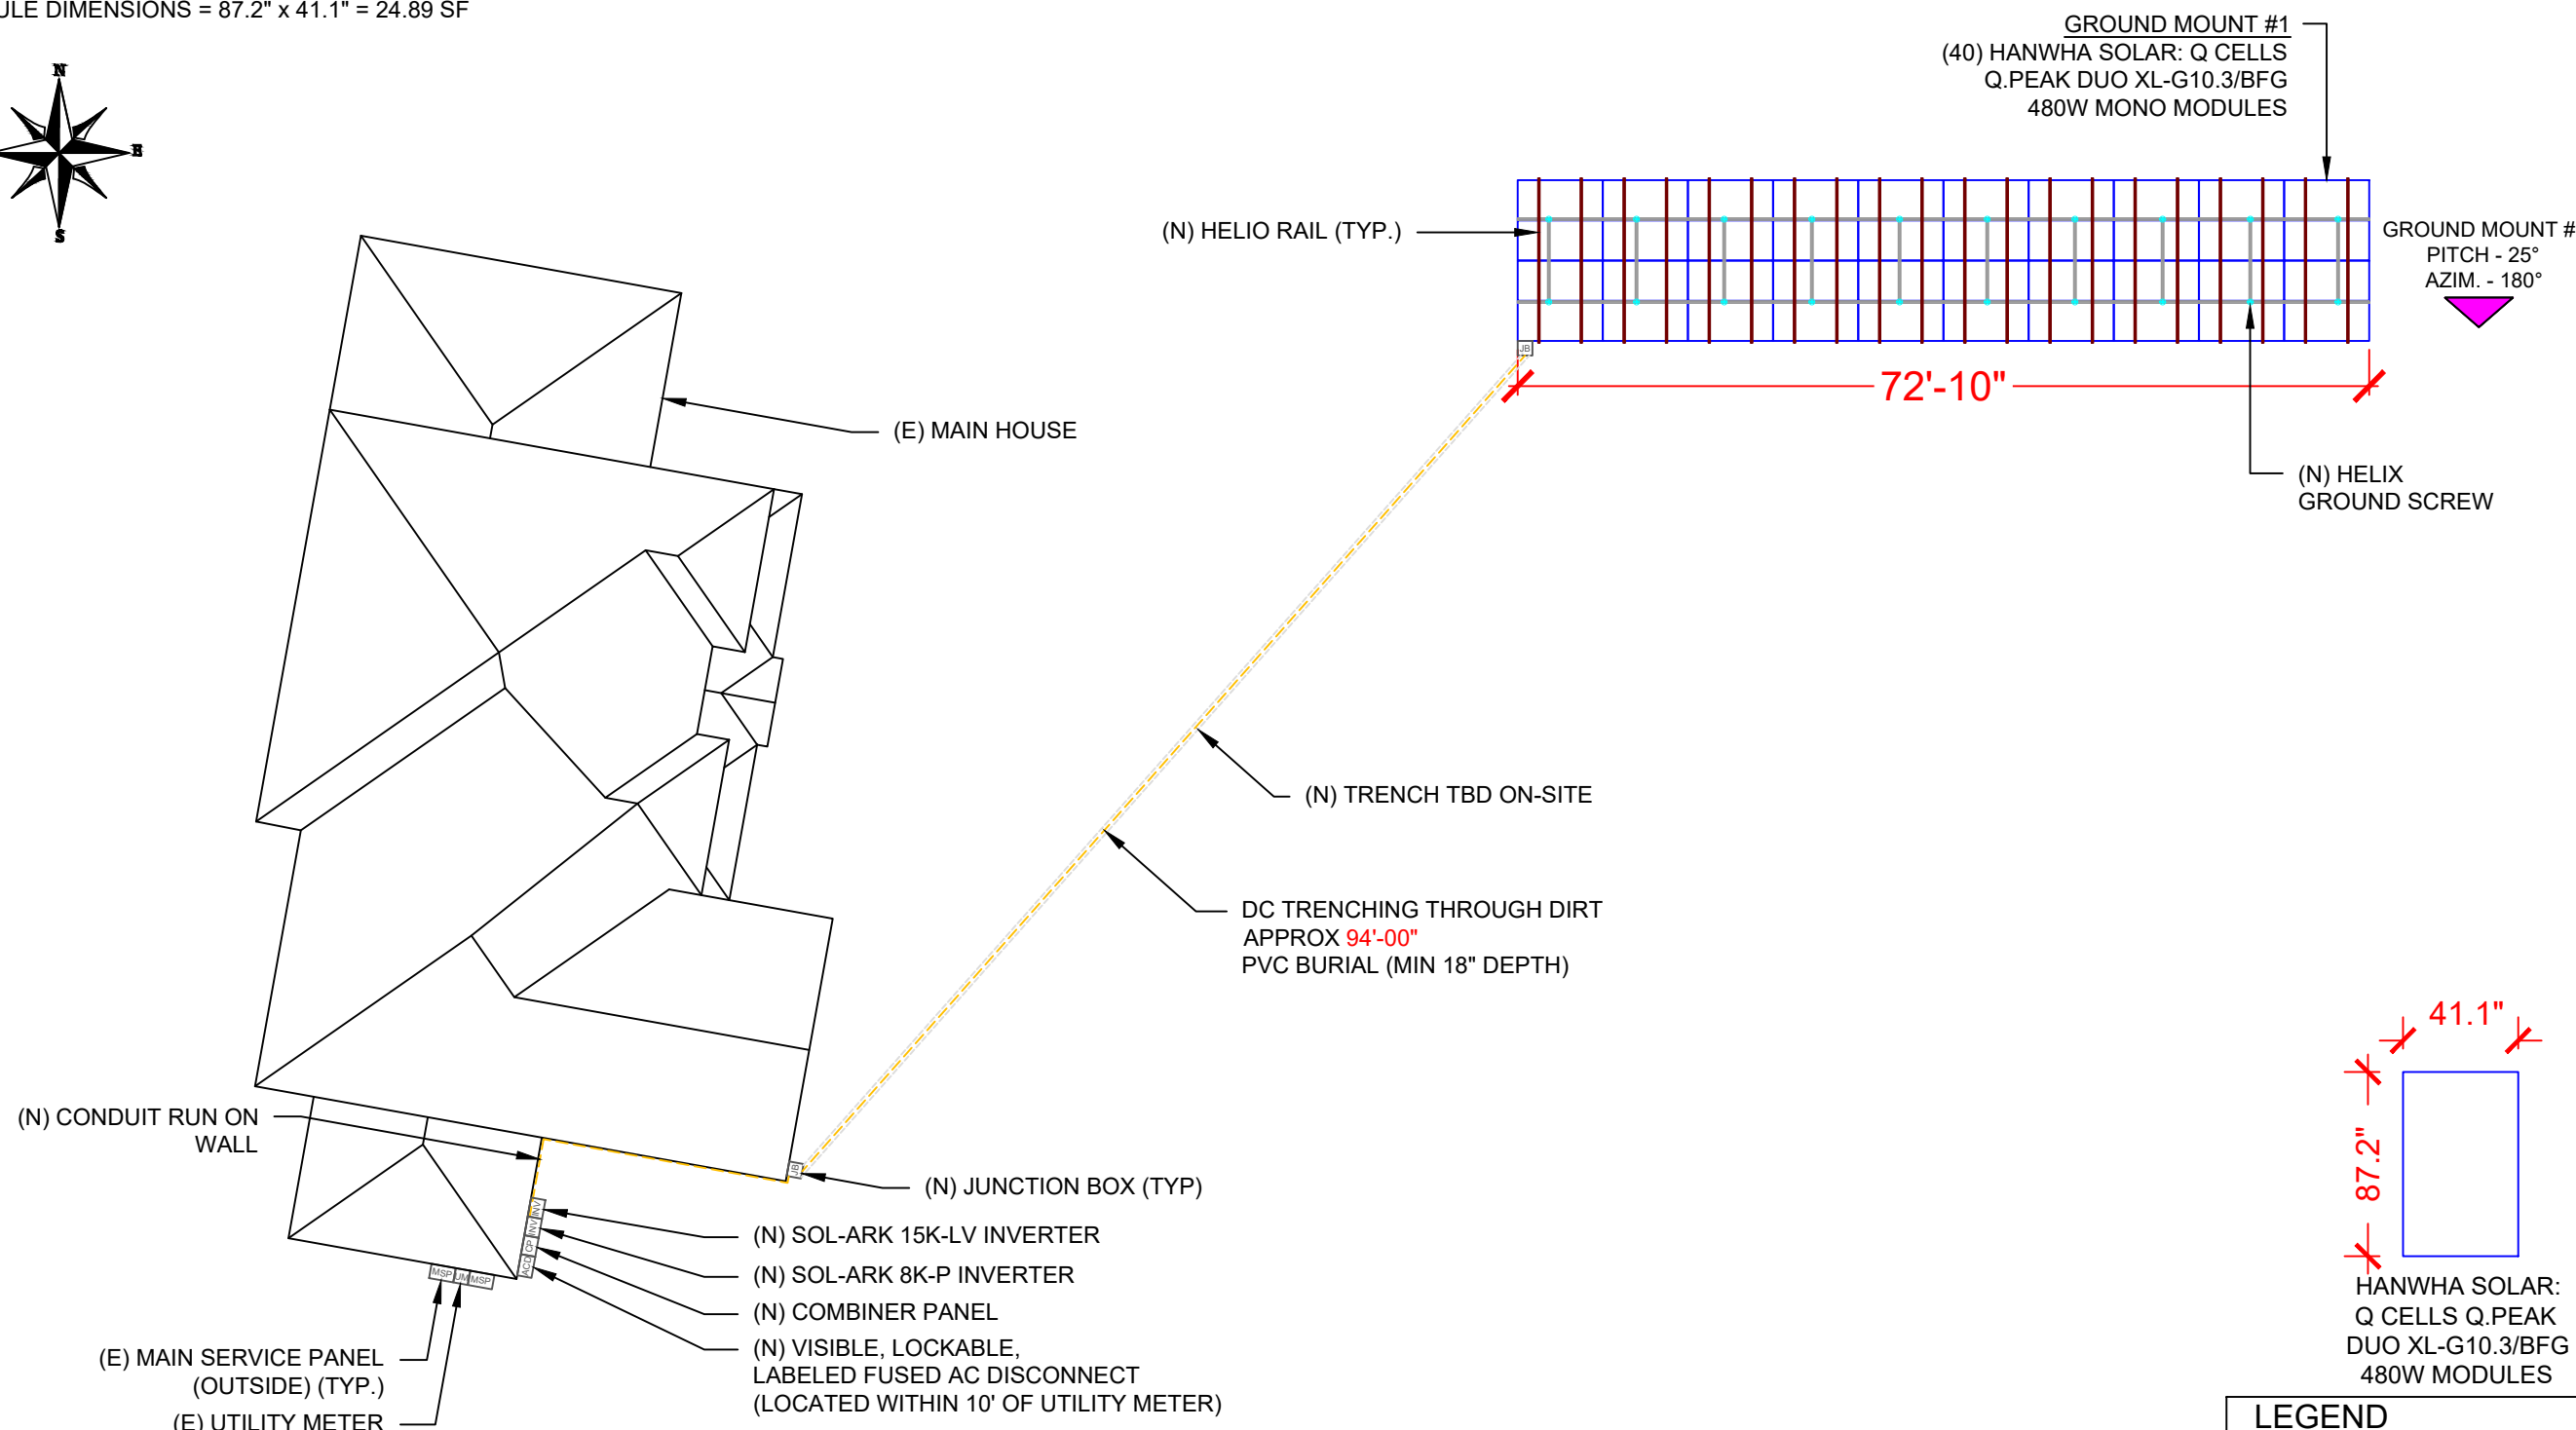 ULE DIMENSIONS = 87.2" x 41.1" = 24.89 SF
N
E
S
GROUND MOUNT #1
(40) HANWHA SOLAR: Q CELLS
Q.PEAK DUO XL-G10.3/BFG
480W MONO MODULES
(N) HELIO RAIL (TYP.)
GROUND MOUNT #
PITCH - 25°
AZIM. - 180°
JB
72'-10"
(E) MAIN HOUSE
(N) HELIX
GROUND SCREW
(N) TRENCH TBD ON-SITE
DC TRENCHING THROUGH DIRT
APPROX 94'-00"
PVC BURIAL (MIN 18" DEPTH)
41.1"
87.2"
HANWHA SOLAR:
Q CELLS Q.PEAK
DUO XL-G10.3/BFG
480W MODULES
(N) CONDUIT RUN ON
WALL
JB
(N) JUNCTION BOX (TYP)
INV
INV
CP
ACD
(N) SOL-ARK 15K-LV INVERTER
(N) SOL-ARK 8K-P INVERTER
(N) COMBINER PANEL
(N) VISIBLE, LOCKABLE,
LABELED FUSED AC DISCONNECT
(LOCATED WITHIN 10' OF UTILITY METER)
MSP UM MSP
(E) MAIN SERVICE PANEL
(OUTSIDE) (TYP.)
(E) UTILITY METER
LEGEND